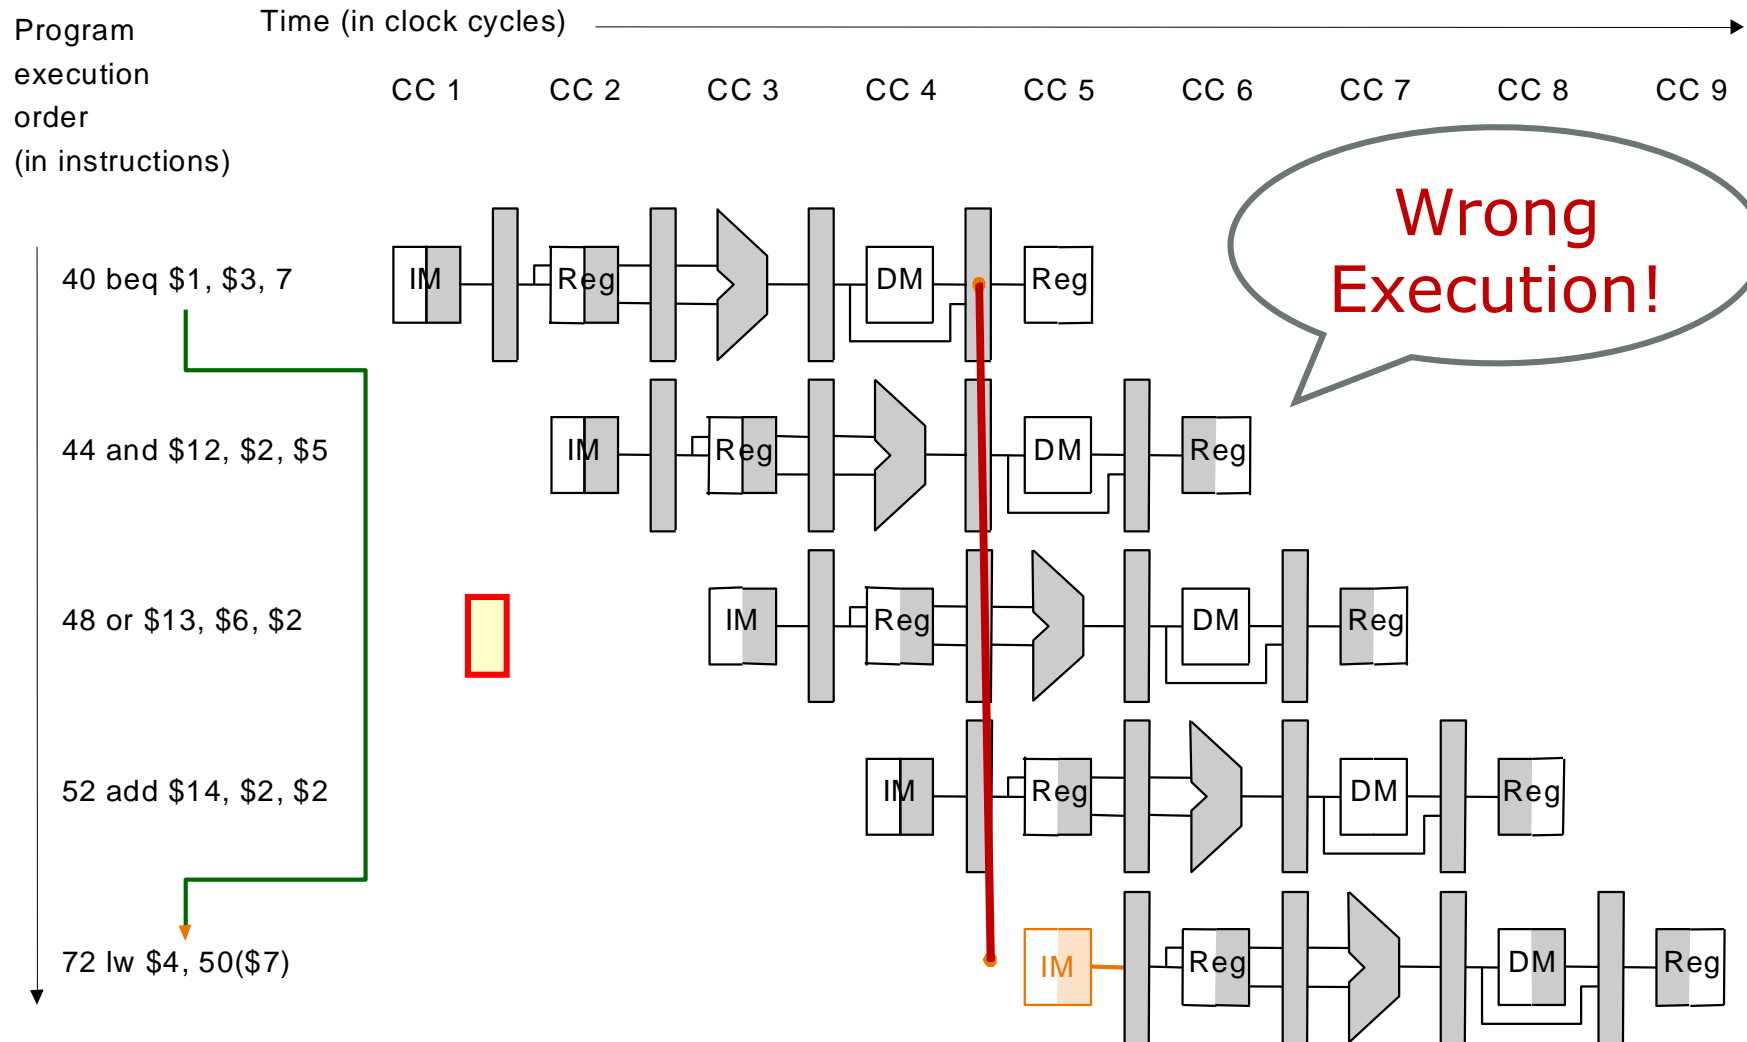 Program
execution
order
(in instructions)
Time (in clock cycles)
CC 1 CC 2 CC 3 CC 4 CC 5 CC 6 CC 7 CC 8 CC 9
Wrong
Execution!
40 beq $1, $3, 7
IM Reg DM Reg
44 and $12, $2, $5
IM Reg DM Reg
48 or $13, $6, $2
IM Reg DM Reg
52 add $14, $2, $2
IM Reg DM Reg
72 lw $4, 50($7)
IM Reg DM Reg